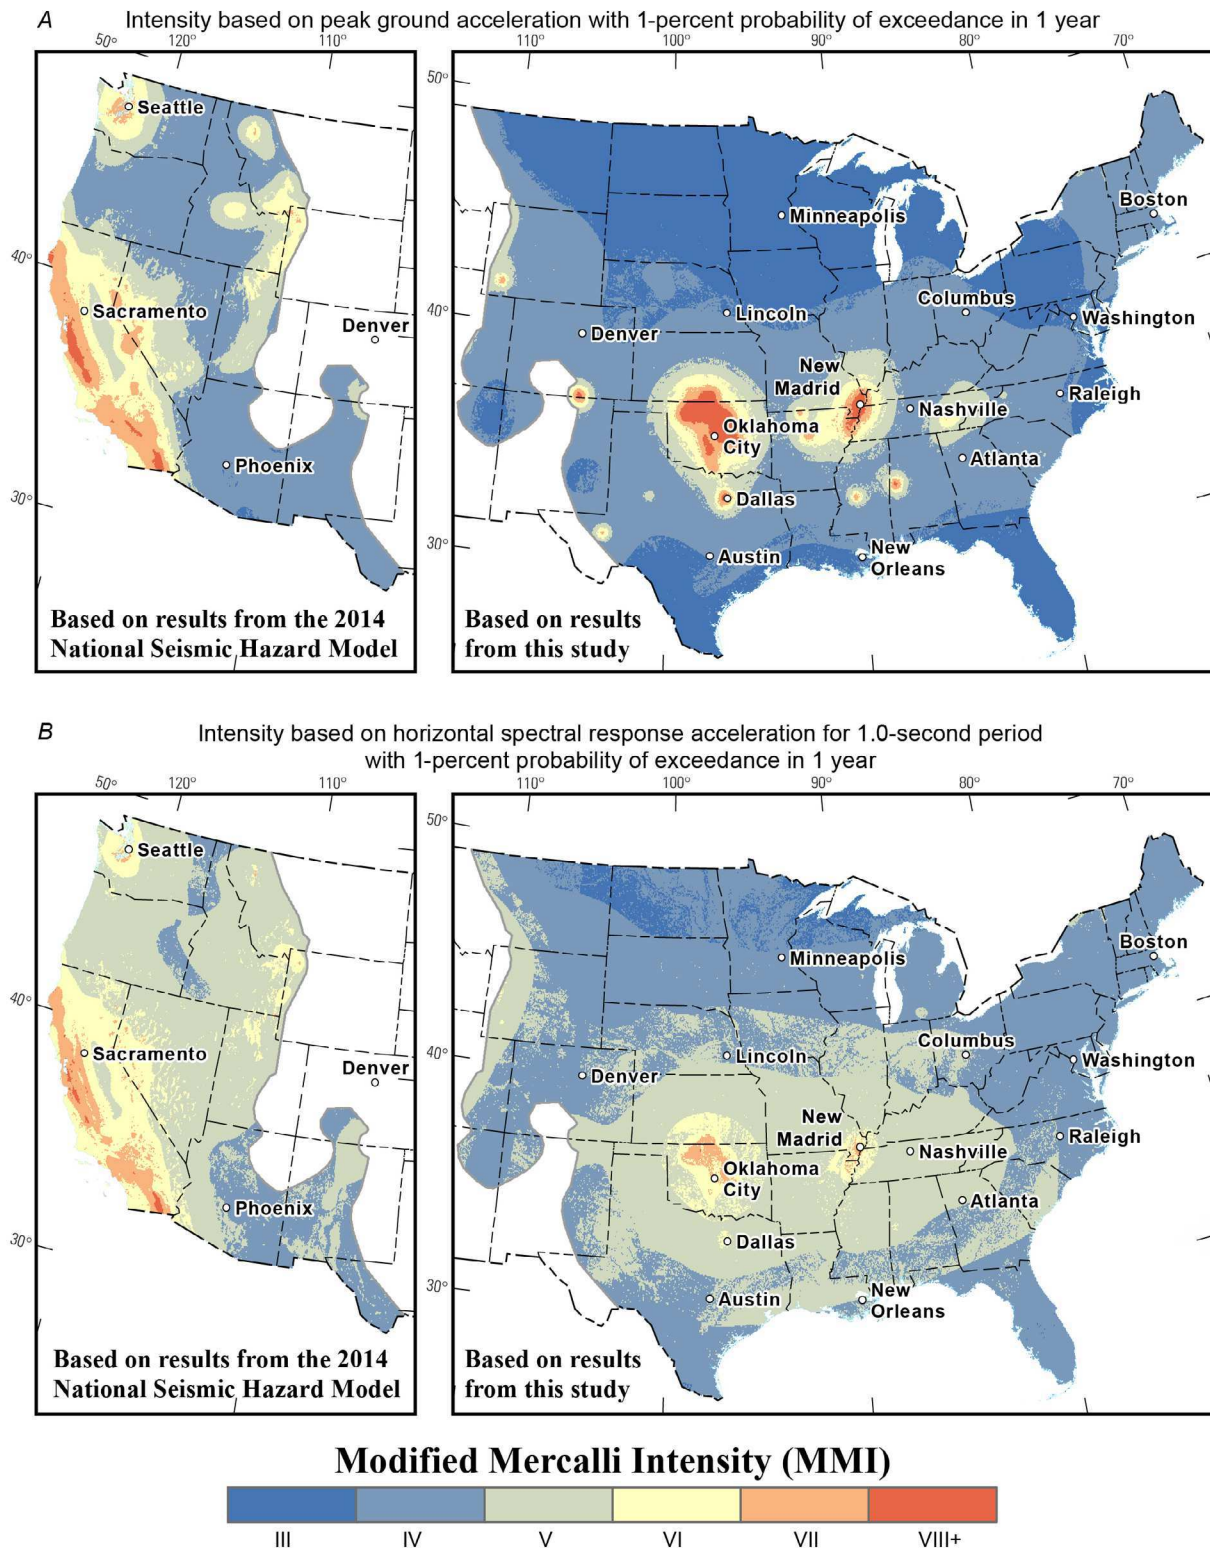 A Intensity based on peak ground acceleration with 1-percent probability of exceedance in 1 year
50° 120° 110°
110° 100° 90° 80° 70°
50°
40°
30°
40°
30°
Seattle
Sacramento
Denver
Phoenix
Based on results from the 2014
National Seismic Hazard Model
Minneapolis
Boston
Columbus
Washington
Lincoln
Denver
New
Madrid
Raleigh
Nashville
Oklahoma
City
Atlanta
Dallas
Austin
New
Orleans
Based on results
from this study
B Intensity based on horizontal spectral response acceleration for 1.0-second period
with 1-percent probability of exceedance in 1 year
50° 120° 110°
110° 100° 90° 80° 70°
50°
40°
30°
40°
30°
Seattle
Sacramento
Denver
Phoenix
Based on results from the 2014
National Seismic Hazard Model
Minneapolis
Boston
Columbus
Washington
Lincoln
Denver
New
Madrid
Raleigh
Nashville
Oklahoma
City
Atlanta
Dallas
Austin
New
Orleans
Based on results
from this study
Modified Mercalli Intensity (MMI)
III IV V VI VII VIII+